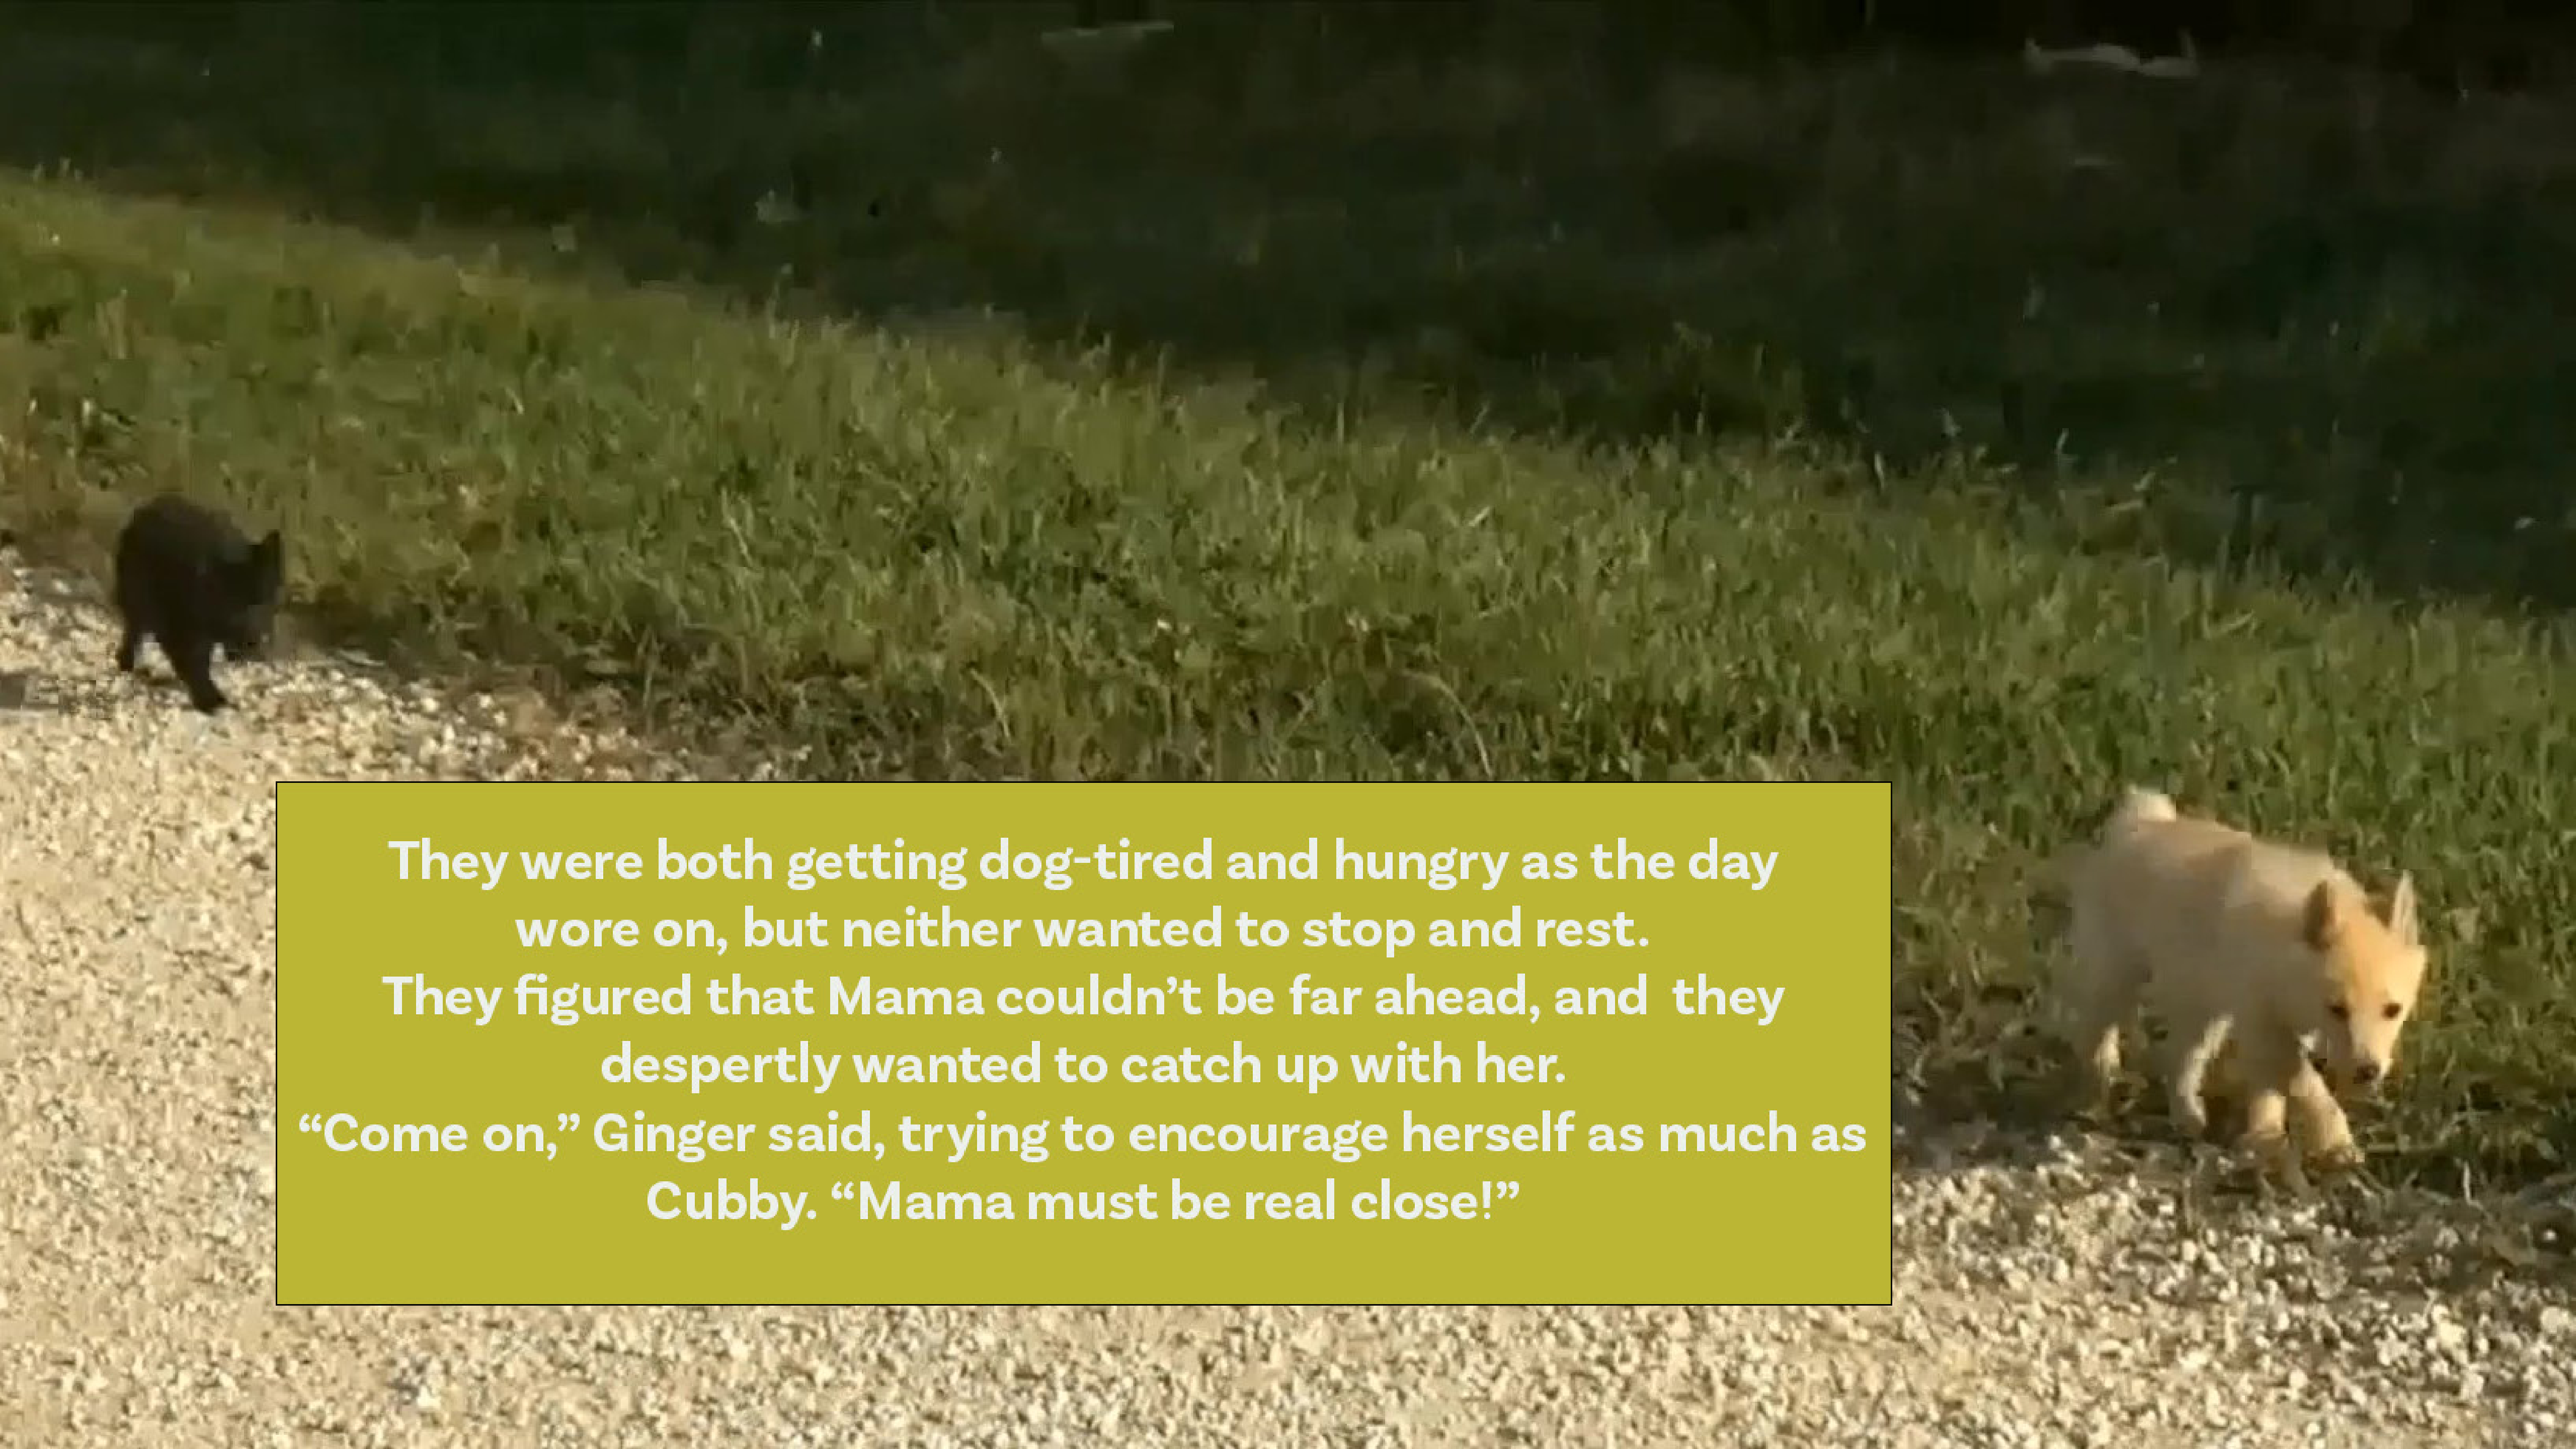 They were both getting dog-tired and hungry as the day
wore on, but neither wanted to stop and rest.
They figured that Mama couldn’t be far ahead, and  they
despertly wanted to catch up with her.
“Come on,” Ginger said, trying to encourage herself as much as
Cubby. “Mama must be real close!”